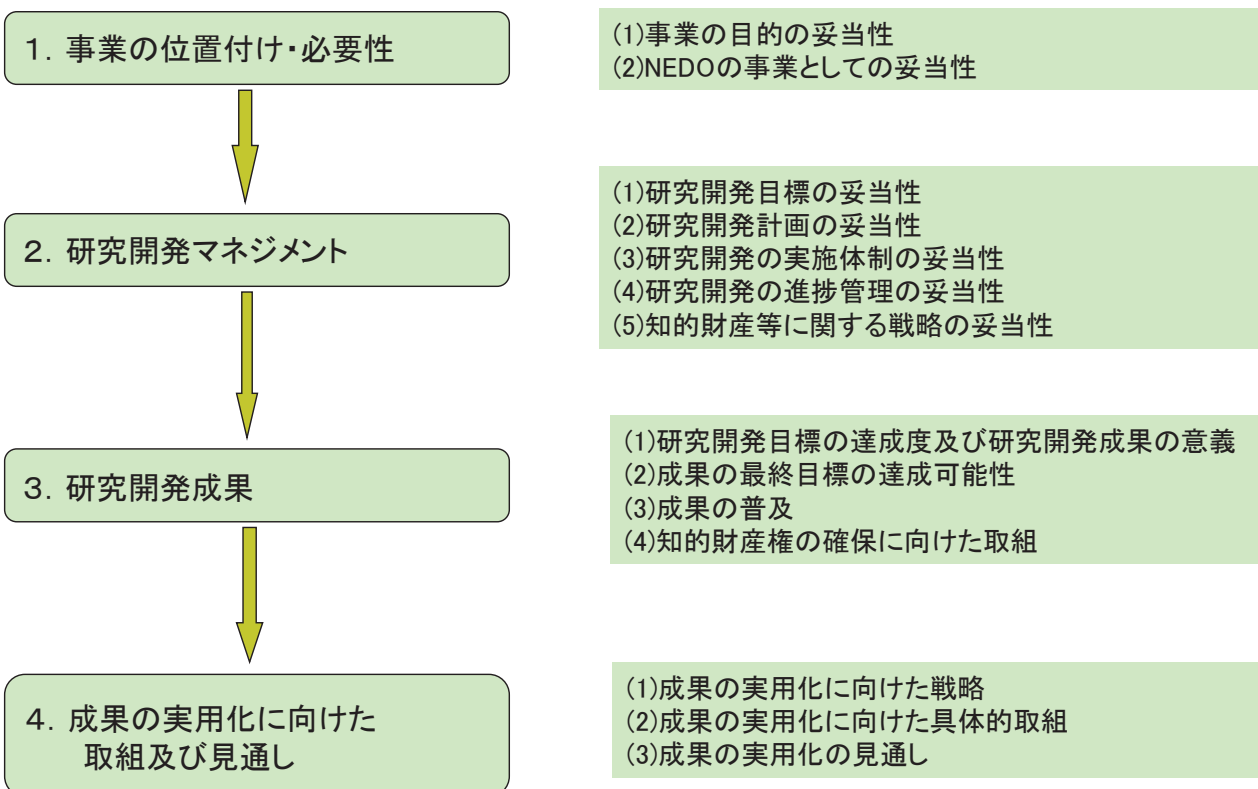 1．事業の位置付け・必要性
(1)事業の目的の妥当性
(2)NEDOの事業としての妥当性
2．研究開発マネジメント
(1)研究開発目標の妥当性
(2)研究開発計画の妥当性
(3)研究開発の実施体制の妥当性
(4)研究開発の進捗管理の妥当性
(5)知的財産等に関する戦略の妥当性
3．研究開発成果
(1)研究開発目標の達成度及び研究開発成果の意義
(2)成果の最終目標の達成可能性
(3)成果の普及
(4)知的財産権の確保に向けた取組
4．成果の実用化に向けた
取組及び見通し
(1)成果の実用化に向けた戦略
(2)成果の実用化に向けた具体的取組
(3)成果の実用化の見通し